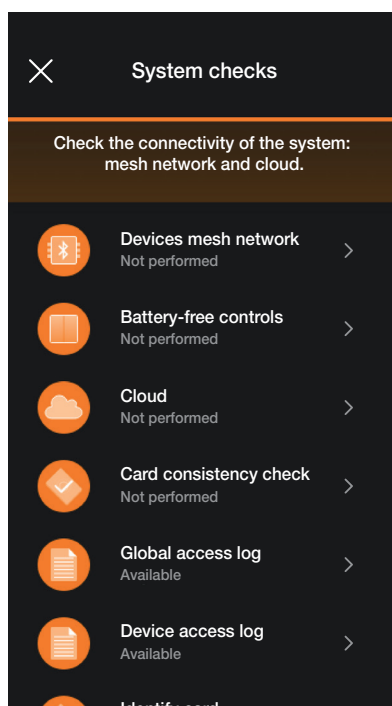 System checks
Check the connectivity of the system:
mesh network and cloud.
Devices mesh network
Not performed
Battery-free controls
Not performed
Cloud
Not performed
Card consistency check
Not performed
Global access log
Available
Device access log
Available
Identify card